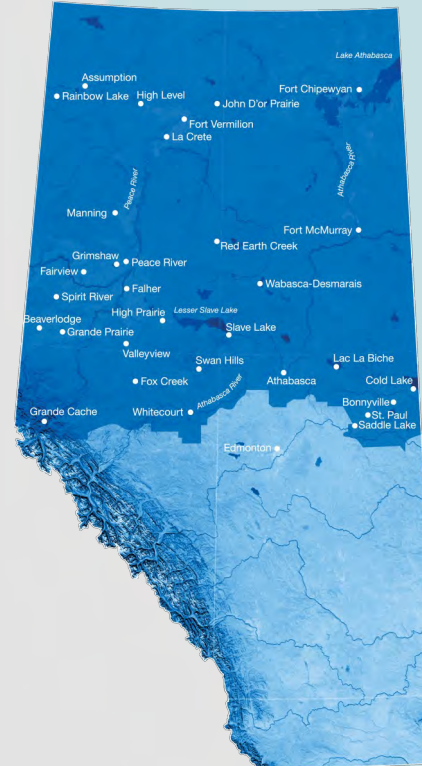 Lake Athabasca
Assumption
Fort Chipewyan
Rainbow Lake
High Level
John D'or Prairie
Fort Vermilion
La Crete
Athabasca River
Peace River
Manning
Fort McMurray
Red Earth Creek
Grimshaw
Peace River
Fairview
Wabasca-Desmarais
Falher
Spirit River
High Prairie
Lesser Slave Lake
Beaverlodge
Grande Prairie
Slave Lake
Valleyview
Swan Hills
Lac La Biche
Athabasca
Cold Lake
Fox Creek
Athabasca River
Bonnyville
Grande Cache
Whitecourt
St. Paul
Saddle Lake
Edmonton